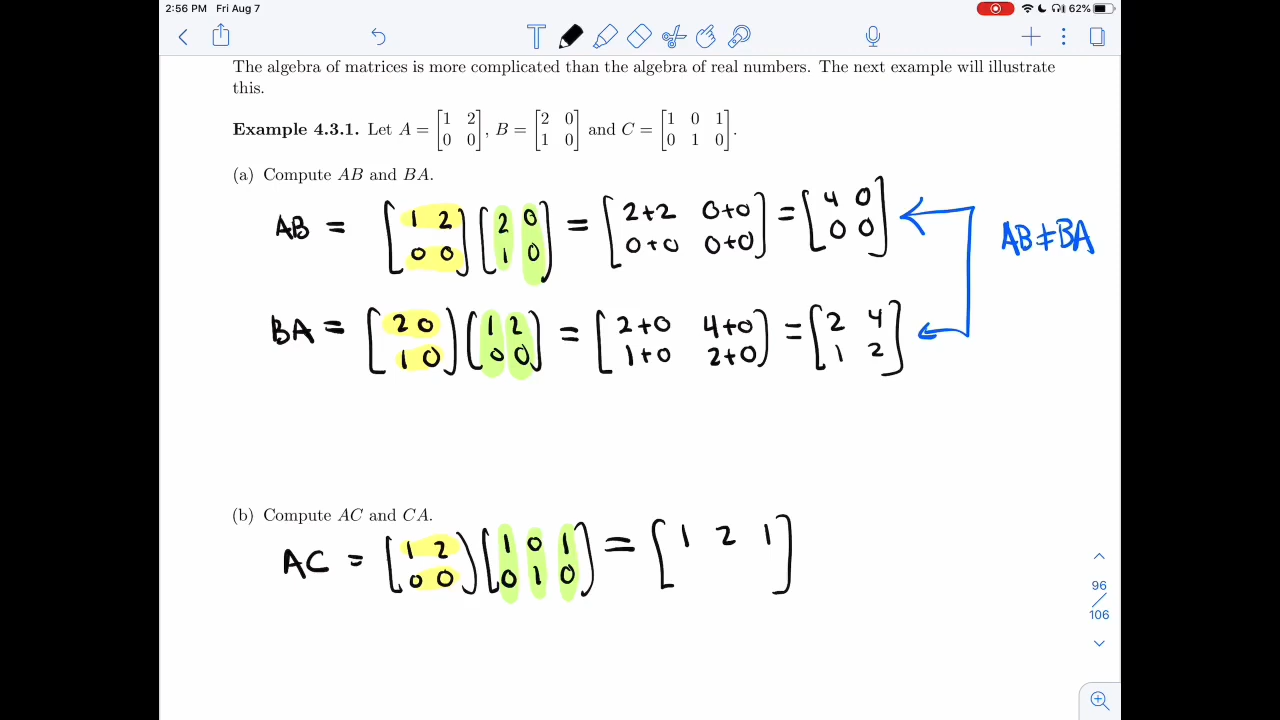 2:56 PM Fri Aug 7 62%
The algebra of matrices is more complicated than the algebra of real numbers. The next example will illustrate
this.
Example 4.3.1. Let A = [1 2; 0 0], B = [2 0; 1 0] and C = [1 0 1; 0 1 0].
(a) Compute AB and BA.
AB = [1 2; 0 0] [2 0; 1 0] = [2+2 0+0; 0+0 0+0] = [4 0; 0 0]
AB ≠ BA
BA = [2 0; 1 0] [1 2; 0 0] = [2+0 4+0; 1+0 2+0] = [2 4; 1 2]
(b) Compute AC and CA.
AC = [1 2; 0 0] [1 0 1; 0 1 0] = [1 2 1]
96
/
106